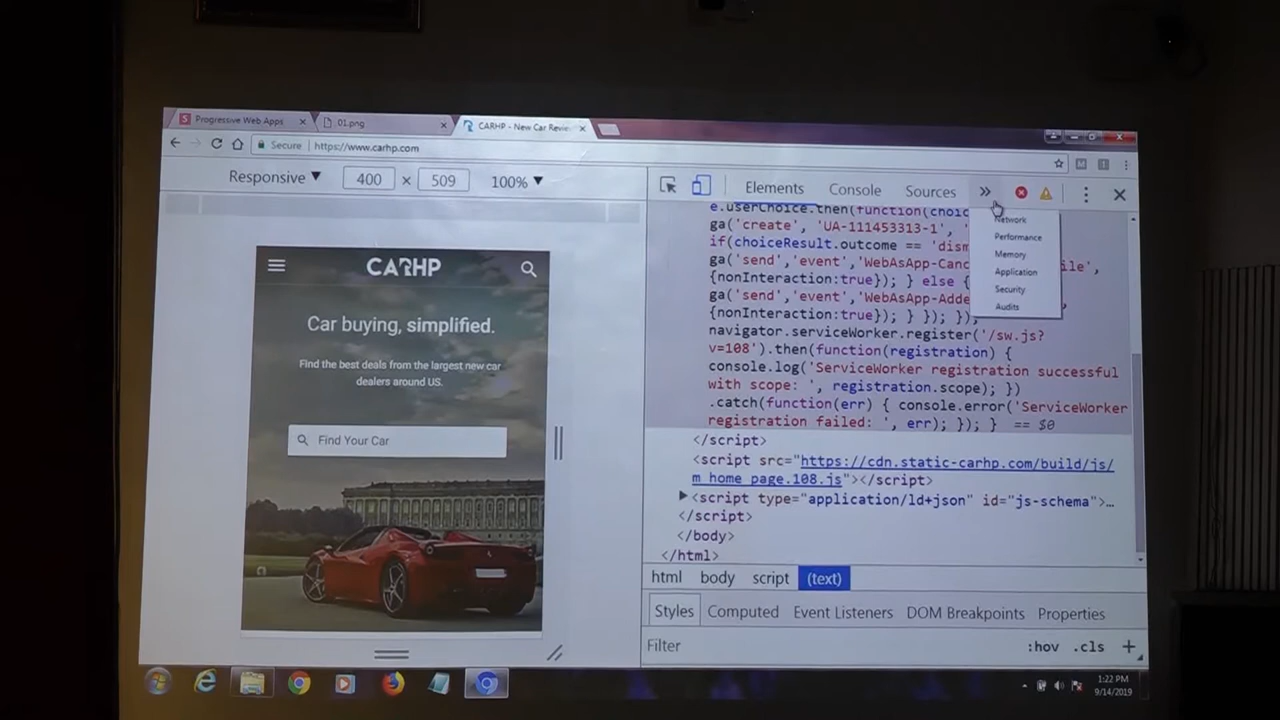 Progressive Web Apps
01.png
CARHP - New Car Revie
Secure https://www.carhp.com
Responsive 400 × 509 100%
Elements Console Sources »
Network
Performance
Memory
Application
Security
Audits
e.userChoice.then(function(choic
ga('create', 'UA-111453313-1', '
if(choiceResult.outcome == 'dism
ga('send','event','WebAsApp-Canc ile',
{nonInteraction:true}); } else {
ga('send','event','WebAsApp-Adde ,
{nonInteraction:true}); } }); });
navigator.serviceWorker.register('/sw.js?
v=108').then(function(registration) {
console.log('ServiceWorker registration successful
with scope: ', registration.scope); })
.catch(function(err) { console.error('ServiceWorker
registration failed: ', err); }); } == $0
</script>
<script src="https://cdn.static-carhp.com/build/js/
m_home_page.108.js"></script>
<script type="application/ld+json" id="js-schema">…
</script>
</body>
</html>
html body script (text)
Styles Computed Event Listeners DOM Breakpoints Properties
Filter :hov .cls +
CARHP
Car buying, simplified.
Find the best deals from the largest new car
dealers around US.
Find Your Car
1:22 PM
9/14/2019